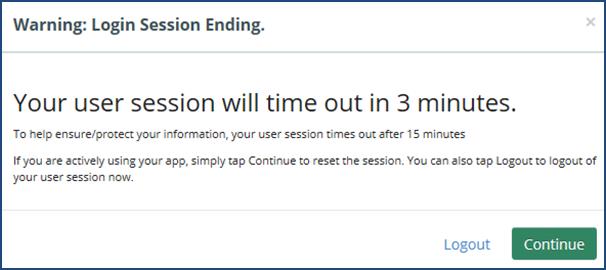 Warning: Login Session Ending.
×
Your user session will time out in 3 minutes.
To help ensure/protect your information, your user session times out after 15 minutes
If you are actively using your app, simply tap Continue to reset the session. You can also tap Logout to logout of
your user session now.
Logout
Continue